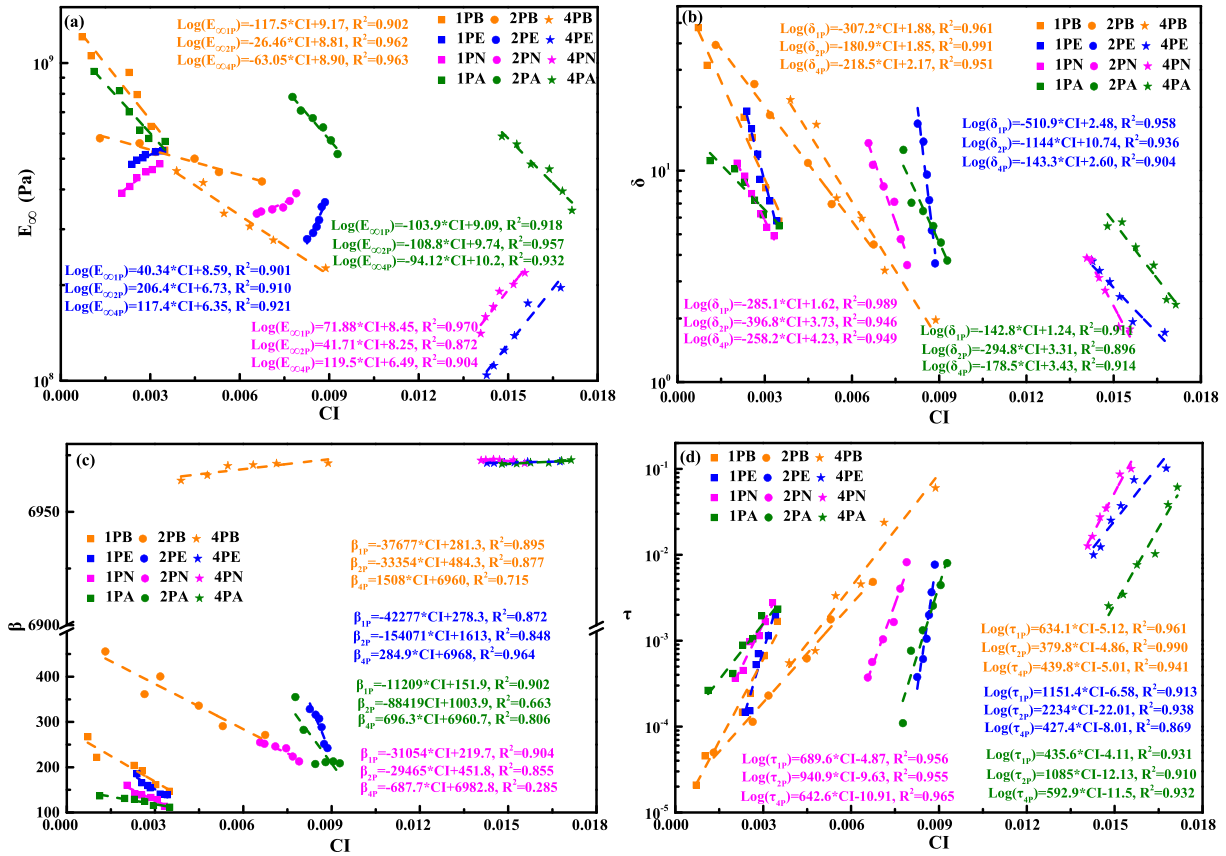 (a)
Log(E∞1P)=-117.5*CI+9.17, R²=0.902
Log(E∞2P)=-26.46*CI+8.81, R²=0.962
Log(E∞4P)=-63.05*CI+8.90, R²=0.963
1PB 2PB 4PB
1PE 2PE 4PE
1PN 2PN 4PN
1PA 2PA 4PA
Log(E∞1P)=-103.9*CI+9.09, R²=0.918
Log(E∞2P)=-108.8*CI+9.74, R²=0.957
Log(E∞4P)=-94.12*CI+10.2, R²=0.932
Log(E∞1P)=40.34*CI+8.59, R²=0.901
Log(E∞2P)=206.4*CI+6.73, R²=0.910
Log(E∞4P)=117.4*CI+6.35, R²=0.921
Log(E∞1P)=71.88*CI+8.45, R²=0.970
Log(E∞2P)=41.71*CI+8.25, R²=0.872
Log(E∞4P)=119.5*CI+6.49, R²=0.904
10⁹
10⁸
E∞ (Pa)
0.000 0.003 0.006 0.009 0.012 0.015 0.018
CI
(b)
Log(δ1P)=-307.2*CI+1.88, R²=0.961
Log(δ2P)=-180.9*CI+1.85, R²=0.991
Log(δ4P)=-218.5*CI+2.17, R²=0.951
1PB 2PB 4PB
1PE 2PE 4PE
1PN 2PN 4PN
1PA 2PA 4PA
Log(δ1P)=-510.9*CI+2.48, R²=0.958
Log(δ2P)=-1144*CI+10.74, R²=0.936
Log(δ4P)=-143.3*CI+2.60, R²=0.904
Log(δ1P)=-285.1*CI+1.62, R²=0.989
Log(δ2P)=-396.8*CI+3.73, R²=0.946
Log(δ4P)=-258.2*CI+4.23, R²=0.949
Log(δ1P)=-142.8*CI+1.24, R²=0.911
Log(δ2P)=-294.8*CI+3.31, R²=0.896
Log(δ4P)=-178.5*CI+3.43, R²=0.914
10¹
10⁰
δ
0.000 0.003 0.006 0.009 0.012 0.015 0.018
CI
(c)
1PB 2PB 4PB
1PE 2PE 4PE
1PN 2PN 4PN
1PA 2PA 4PA
β1P=-37677*CI+281.3, R²=0.895
β2P=-33354*CI+484.3, R²=0.877
β4P=1508*CI+6960, R²=0.715
β1P=-42277*CI+278.3, R²=0.872
β2P=-154071*CI+1613, R²=0.848
β4P=284.9*CI+6968, R²=0.964
β1P=-11209*CI+151.9, R²=0.902
β2P=-88419*CI+1003.9, R²=0.663
β4P=696.3*CI+6960.7, R²=0.806
β1P=-31054*CI+219.7, R²=0.904
β2P=-29465*CI+451.8, R²=0.855
β4P=-687.7*CI+6982.8, R²=0.285
6950
6900
400
300
200
100
β
0.000 0.003 0.006 0.009 0.012 0.015 0.018
CI
(d)
1PB 2PB 4PB
1PE 2PE 4PE
1PN 2PN 4PN
1PA 2PA 4PA
Log(τ1P)=634.1*CI-5.12, R²=0.961
Log(τ2P)=379.8*CI-4.86, R²=0.990
Log(τ4P)=439.8*CI-5.01, R²=0.941
Log(τ1P)=1151.4*CI-6.58, R²=0.913
Log(τ2P)=2234*CI-22.01, R²=0.938
Log(τ4P)=427.4*CI-8.01, R²=0.869
Log(τ1P)=689.6*CI-4.87, R²=0.956
Log(τ2P)=940.9*CI-9.63, R²=0.955
Log(τ4P)=642.6*CI-10.91, R²=0.965
Log(τ1P)=435.6*CI-4.11, R²=0.931
Log(τ2P)=1085*CI-12.13, R²=0.910
Log(τ4P)=592.9*CI-11.5, R²=0.932
10⁻¹
10⁻²
10⁻³
10⁻⁴
10⁻⁵
τ
0.000 0.003 0.006 0.009 0.012 0.015 0.018
CI